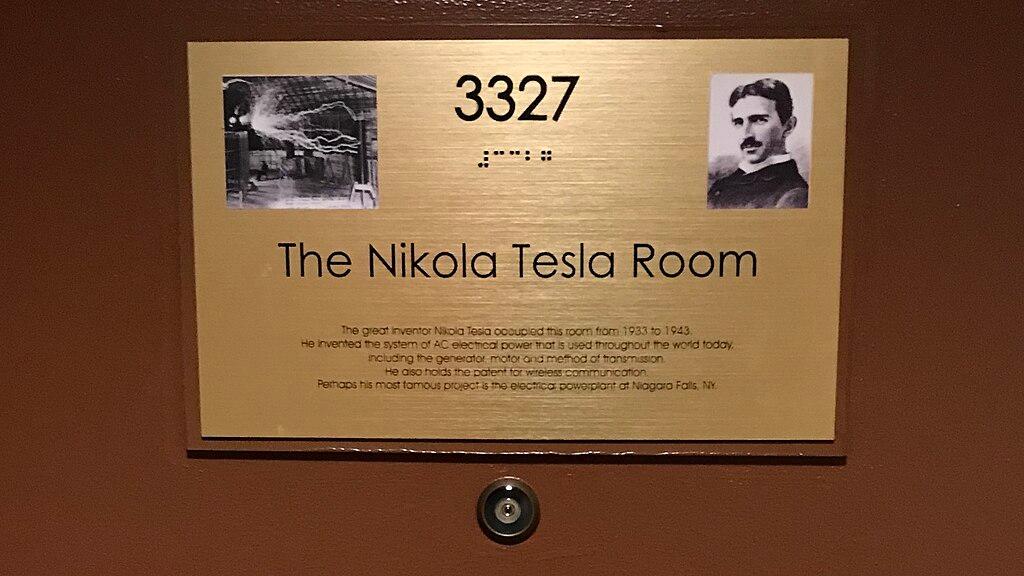 3327
⠼⠉⠉⠃⠛
The Nikola Tesla Room
The great inventor Nikola Tesla occupied this room from 1933 to 1943.
He invented the system of AC electrical power that is used throughout the world today,
including the generator, motor and method of transmission.
He also holds the patent for wireless communication.
Perhaps his most famous project is the electrical powerplant at Niagara Falls, NY.